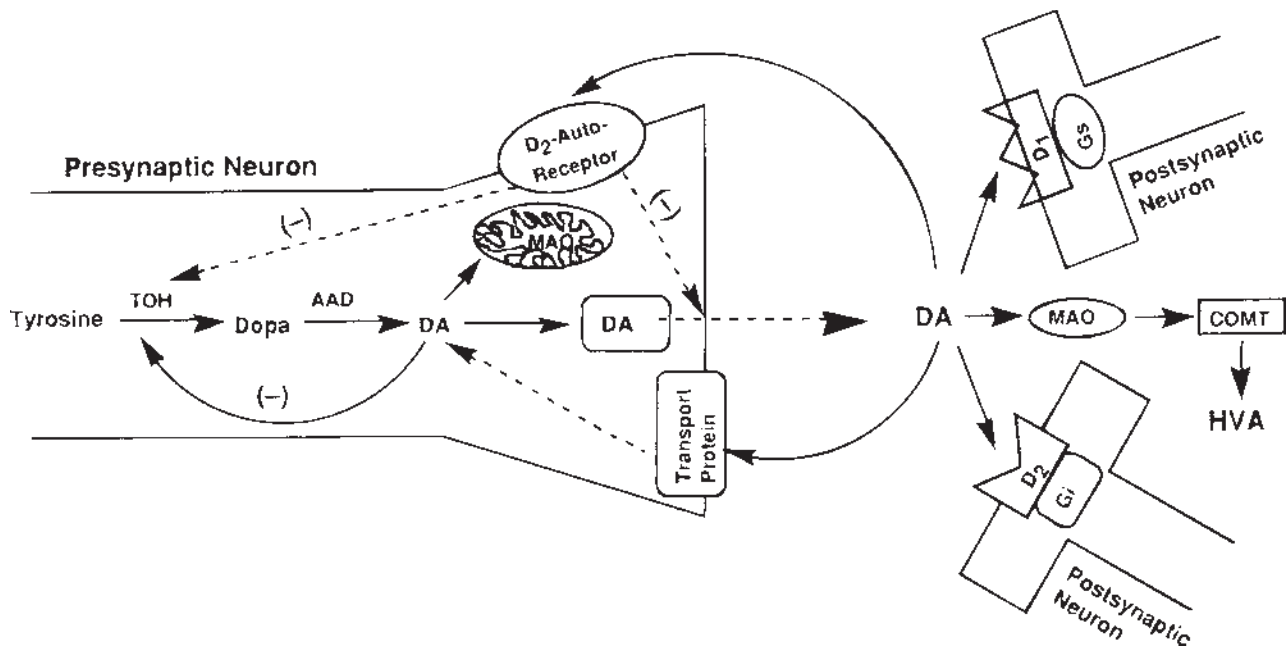 Presynaptic Neuron
D2-Auto-
Receptor
(-)
(-)
MAO
Tyrosine
TOH
Dopa
AAD
DA
DA
(-)
Transport
Protein
DA
D1
Gs
Postsynaptic
Neuron
MAO
COMT
HVA
D2
Gi
Postsynaptic
Neuron